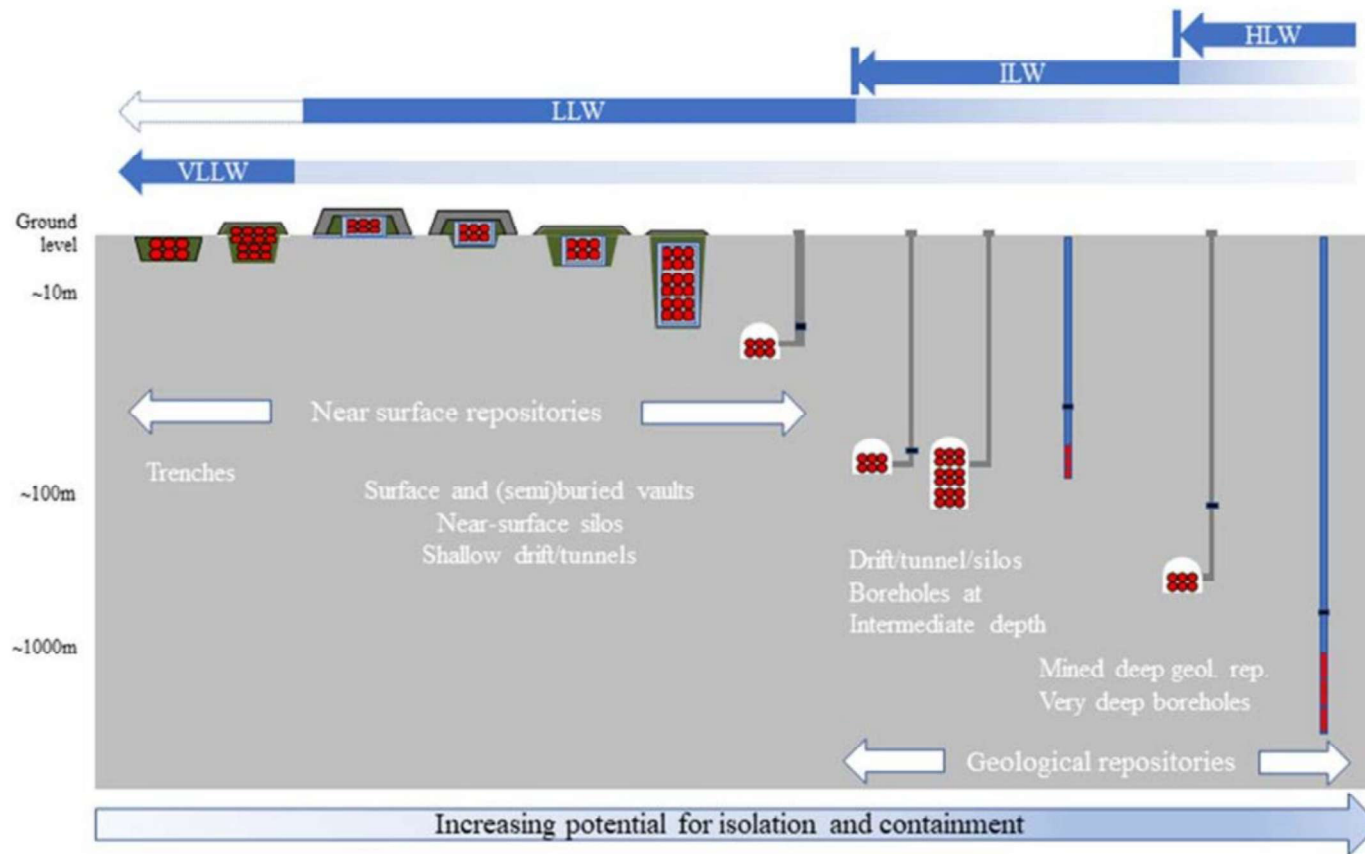 HLW
ILW
LLW
VLLW
Ground
level
~10m
~100m
~1000m
Near surface repositories
Trenches
Surface and (semi)buried vaults
Near-surface silos
Shallow drift/tunnels
Drift/tunnel/silos
Boreholes at
Intermediate depth
Mined deep geol. rep.
Very deep boreholes
Geological repositories
Increasing potential for isolation and containment